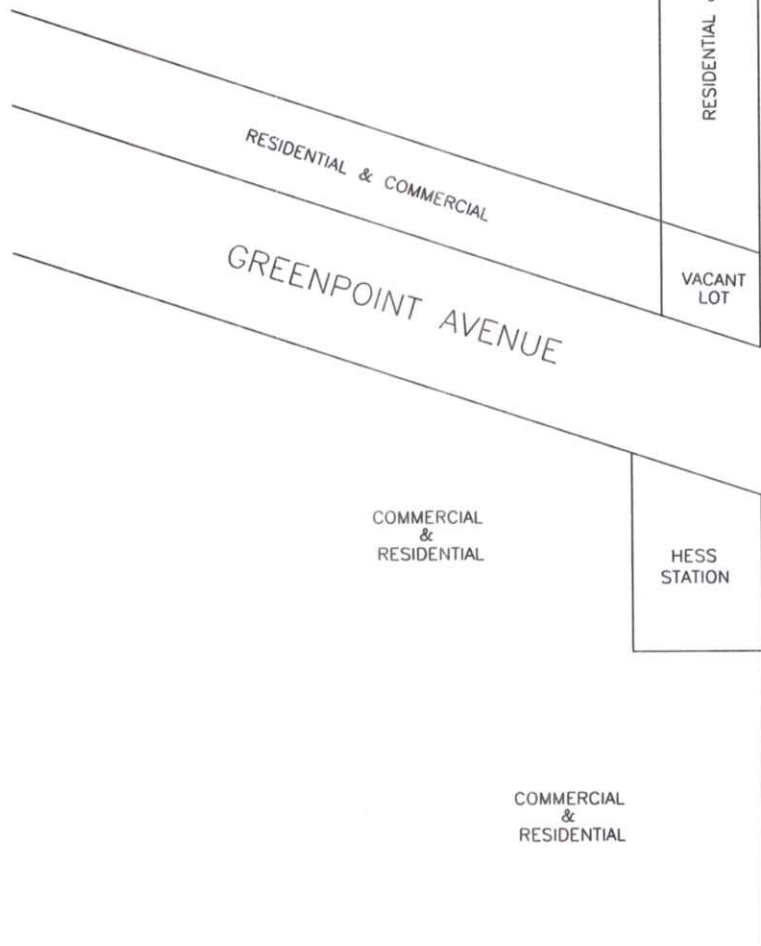 RESIDENTIAL
RESIDENTIAL & COMMERCIAL
GREENPOINT AVENUE
VACANT
LOT
COMMERCIAL
&
RESIDENTIAL
HESS
STATION
COMMERCIAL
&
RESIDENTIAL